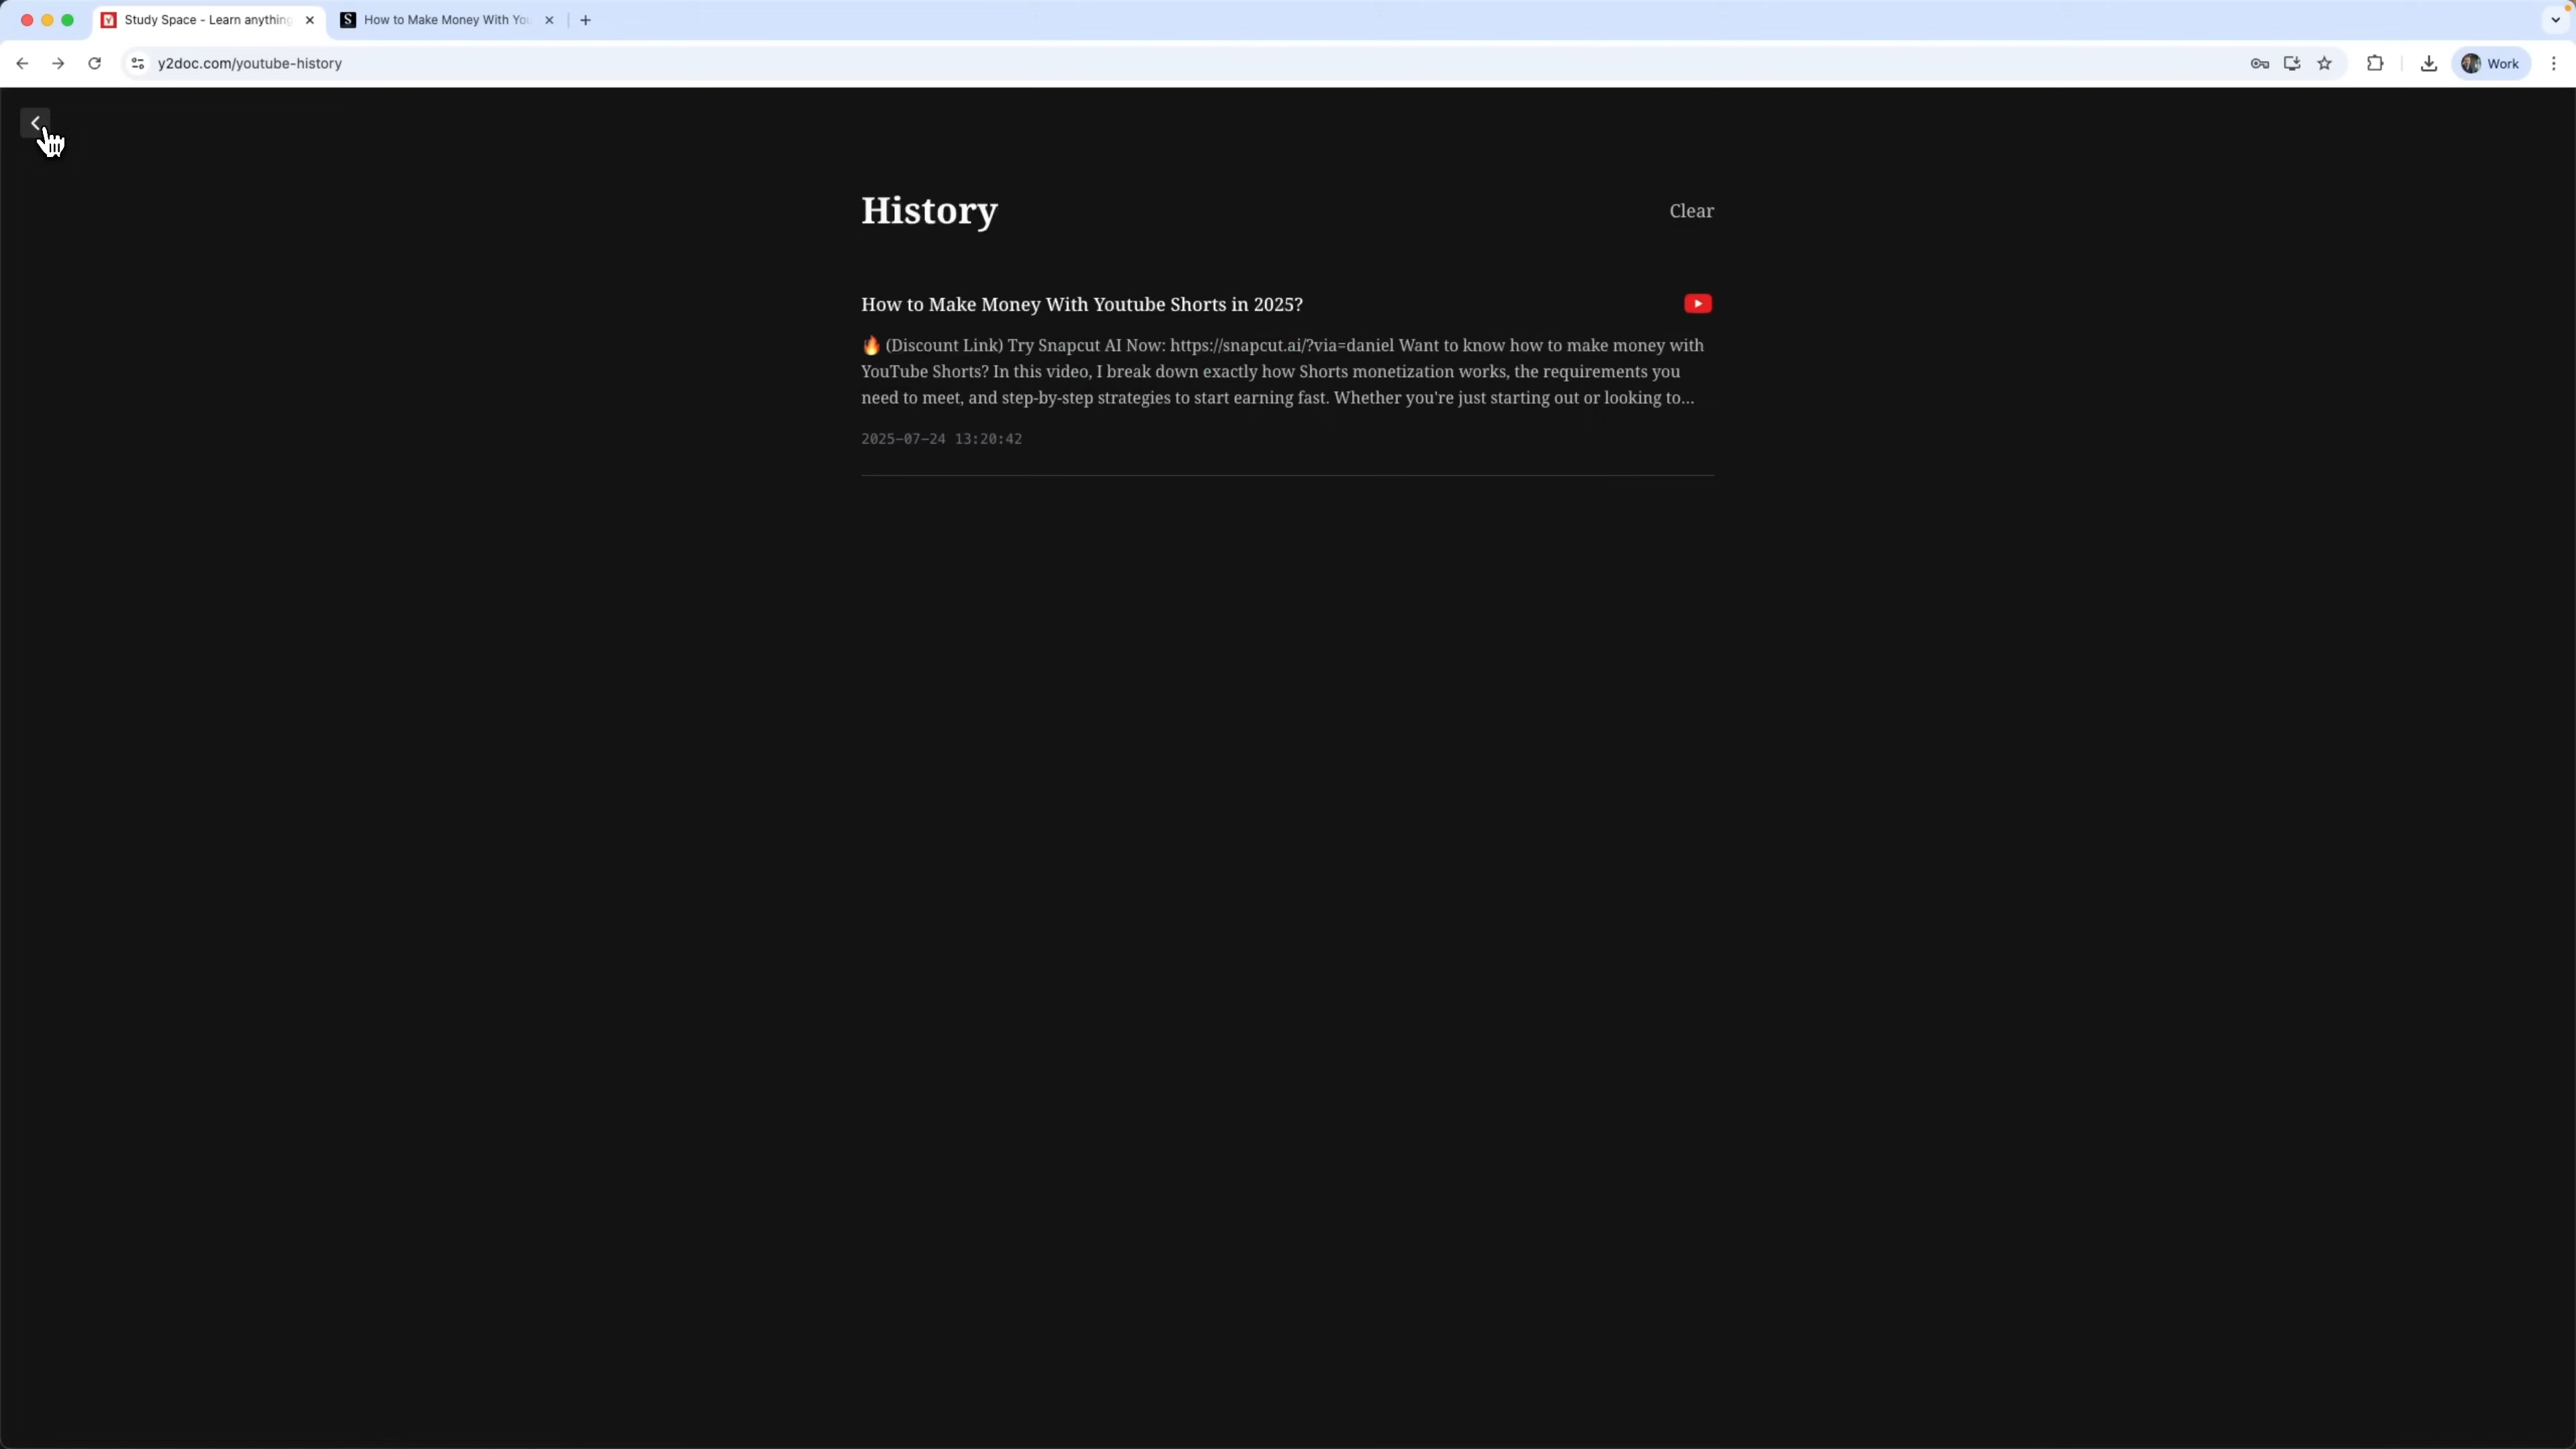 Study Space - Learn anything
How to Make Money With You
y2doc.com/youtube-history
Work
History
Clear
How to Make Money With Youtube Shorts in 2025?
🔥 (Discount Link) Try Snapcut AI Now: https://snapcut.ai/?via=daniel Want to know how to make money with
YouTube Shorts? In this video, I break down exactly how Shorts monetization works, the requirements you
need to meet, and step-by-step strategies to start earning fast. Whether you're just starting out or looking to...
2025-07-24 13:20:42